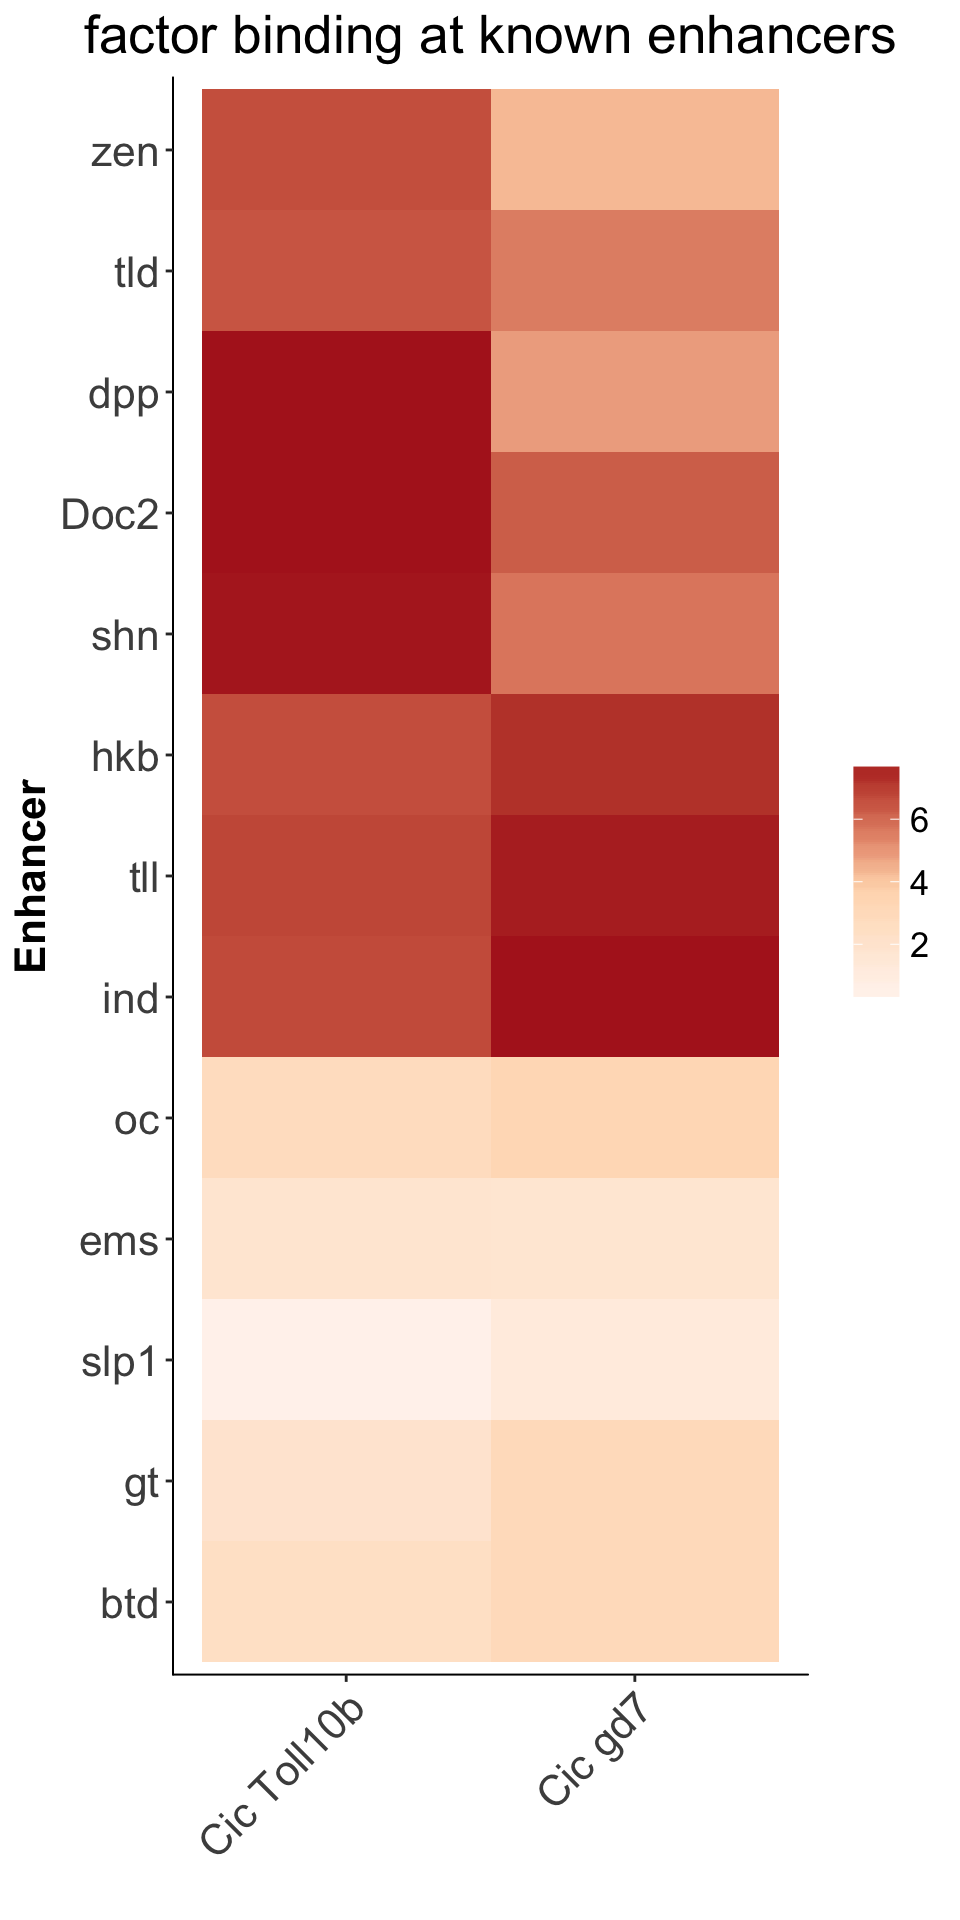 factor binding at known enhancers
Enhancer
zen
tld
dpp
Doc2
shn
hkb
tll
ind
oc
ems
slp1
gt
btd
Cic Toll10b
Cic gd7
6
4
2